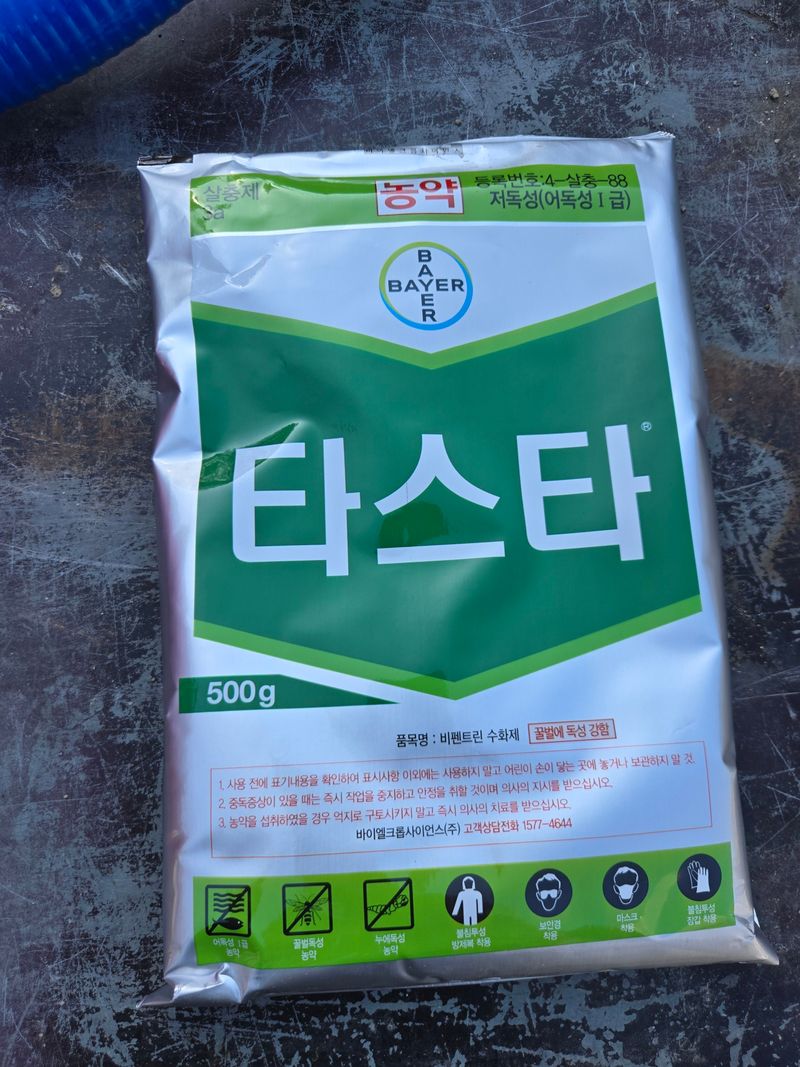 바이엘크롭사이언스
살충제
3a
농약
등록번호:4-살충-88
저독성(어독성Ⅰ급)
BAYER
BAYER
타스타®
500g
품목명 : 비펜트린 수화제 꿀벌에 독성 강함
1. 사용 전에 표기내용을 확인하여 표시사항 이외에는 사용하지 말고 어린이 손이 닿는 곳에 놓거나 보관하지 말 것.
2. 중독증상이 있을 때는 즉시 작업을 중지하고 안정을 취할 것이며 의사의 지시를 받으십시오.
3. 농약을 섭취하였을 경우 억지로 구토시키지 말고 즉시 의사의 치료를 받으십시오.
바이엘크롭사이언스(주) 고객상담전화 1577-4644
어독성 Ⅰ급 농약
꿀벌독성 농약
누에독성 농약
불침투성 방제복 착용
보안경 착용
마스크 착용
불침투성 장갑 착용